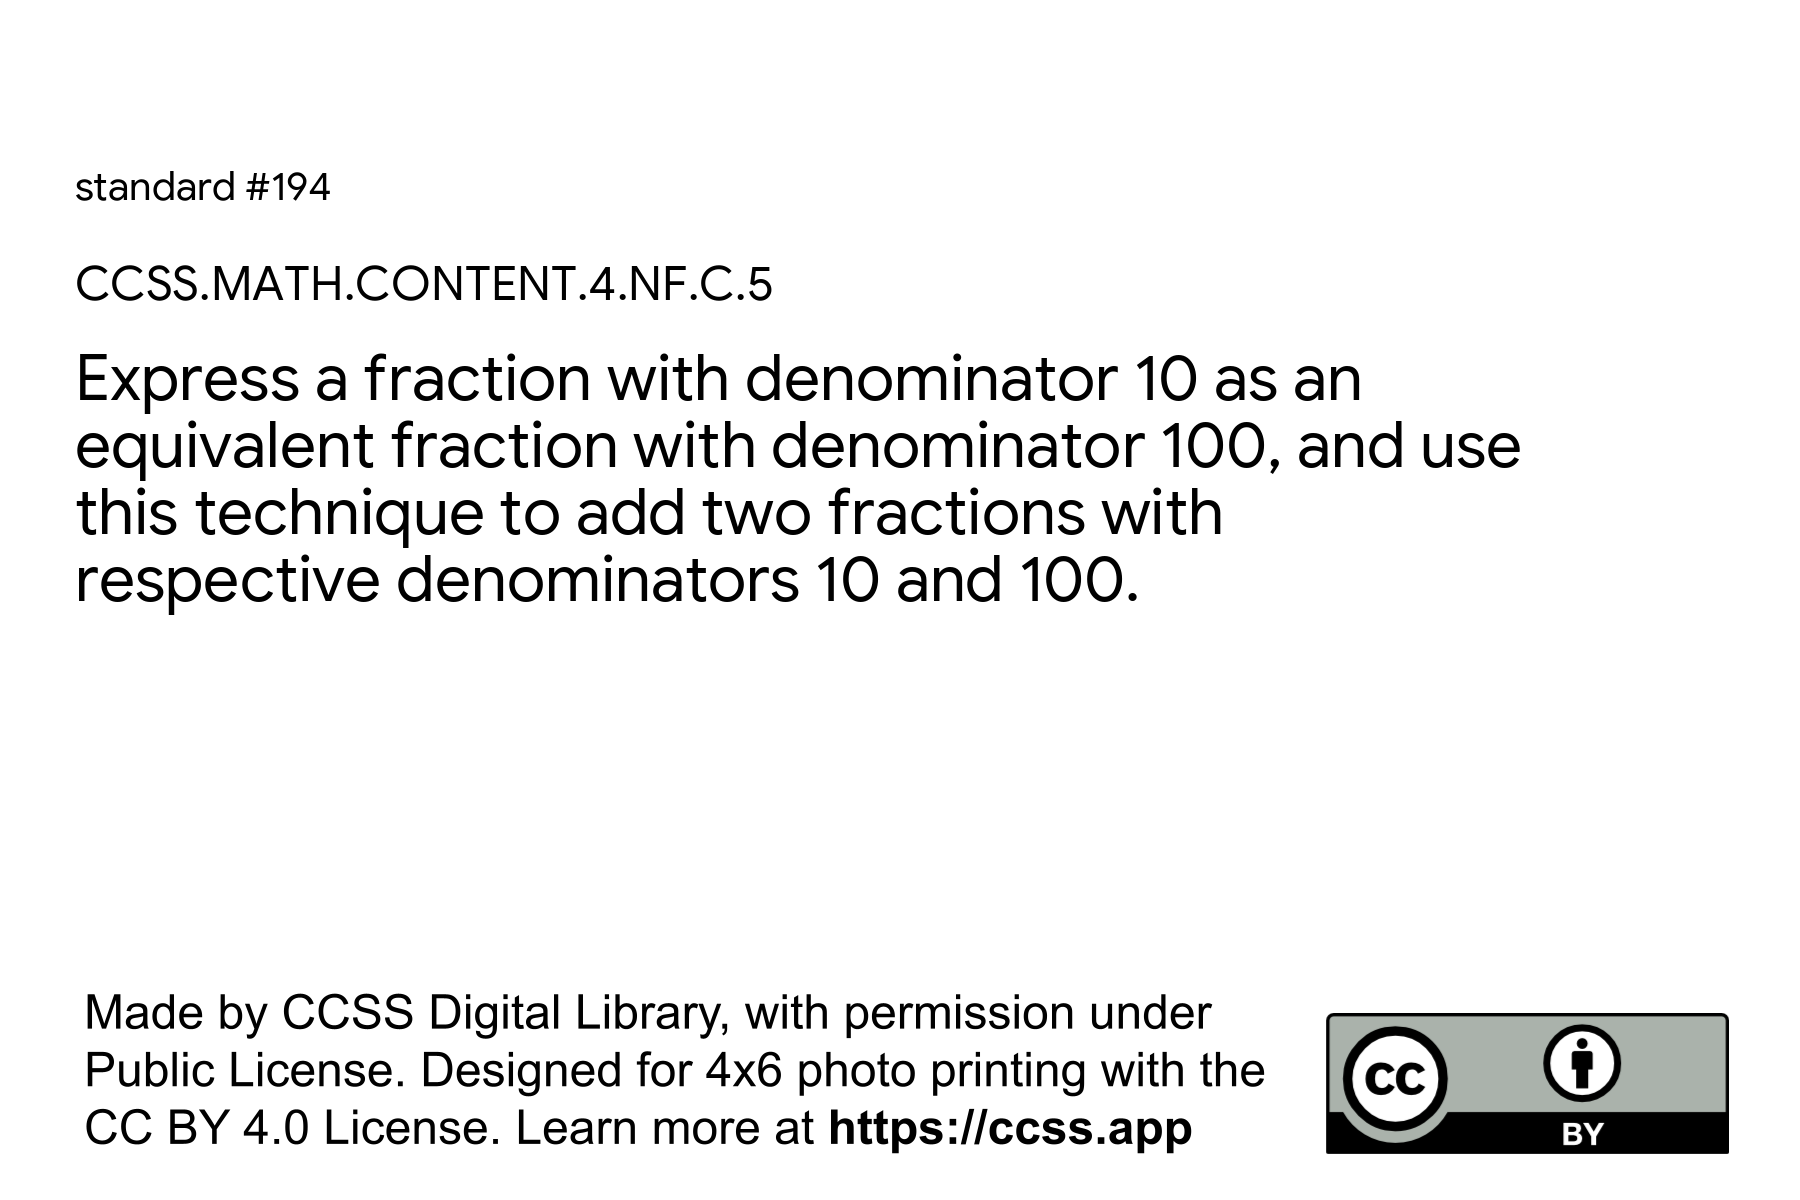 standard #194
CCSS.MATH.CONTENT.4.NF.C.5
Express a fraction with denominator 10 as an
equivalent fraction with denominator 100, and use
this technique to add two fractions with
respective denominators 10 and 100.
Made by CCSS Digital Library, with permission under
Public License. Designed for 4x6 photo printing with the
CC BY 4.0 License. Learn more at https://ccss.app
CC
BY